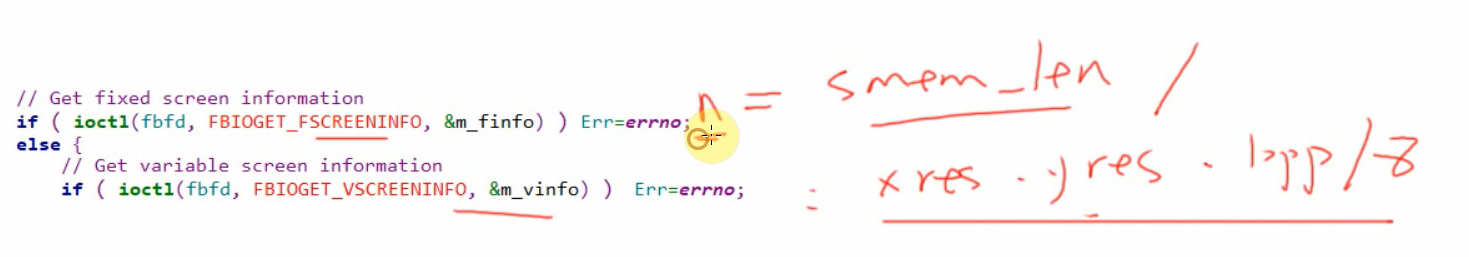 // Get fixed screen information
if ( ioctl(fbfd, FBIOGET_FSCREENINFO, &m_finfo) ) Err=errno;
else {
// Get variable screen information
if ( ioctl(fbfd, FBIOGET_VSCREENINFO, &m_vinfo) ) Err=errno;
n = smem_len /
: xres . yres . bpp/8